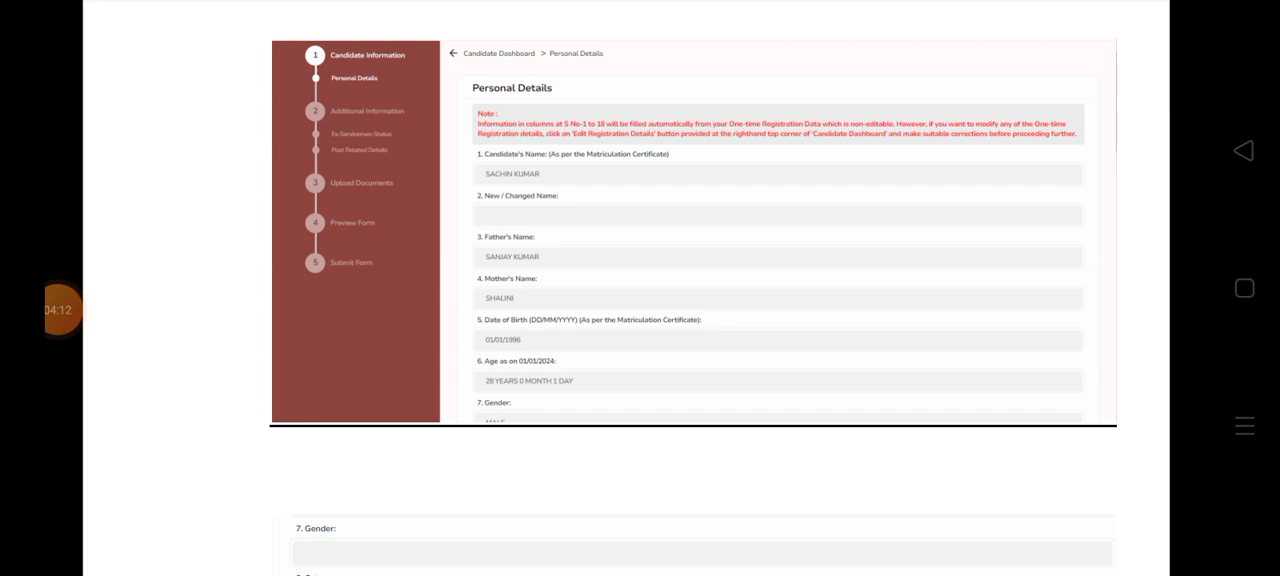 1 Candidate Information
Personal Details
2 Additional Information
Ex-Servicemen Status
Post Related Details
3 Upload Documents
4 Preview Form
5 Submit Form
04:12
Candidate Dashboard > Personal Details
Personal Details
Note :
Information in columns at S No-1 to 18 will be filled automatically from your One-time Registration Data which is non-editable. However, if you want to modify any of the One-time
Registration details, click on 'Edit Registration Details' button provided at the righthand top corner of 'Candidate Dashboard' and make suitable corrections before proceeding further.
1. Candidate's Name: (As per the Matriculation Certificate)
SACHIN KUMAR
2. New / Changed Name:
3. Father's Name:
SANJAY KUMAR
4. Mother's Name:
SHALINI
5. Date of Birth (DD/MM/YYYY) (As per the Matriculation Certificate):
01/01/1996
6. Age as on 01/01/2024:
28 YEARS 0 MONTH 1 DAY
7. Gender:
7. Gender: